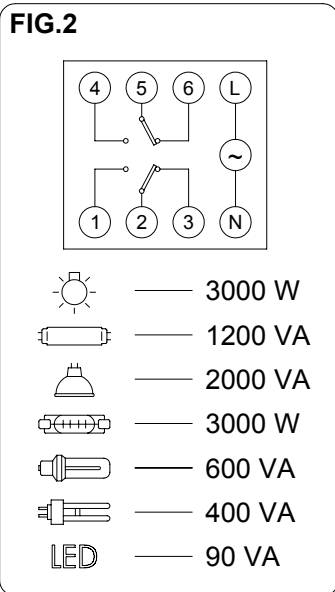 FIG.2
4 5 6 L
~
1 2 3 N
3000 W
1200 VA
2000 VA
3000 W
600 VA
400 VA
LED 90 VA